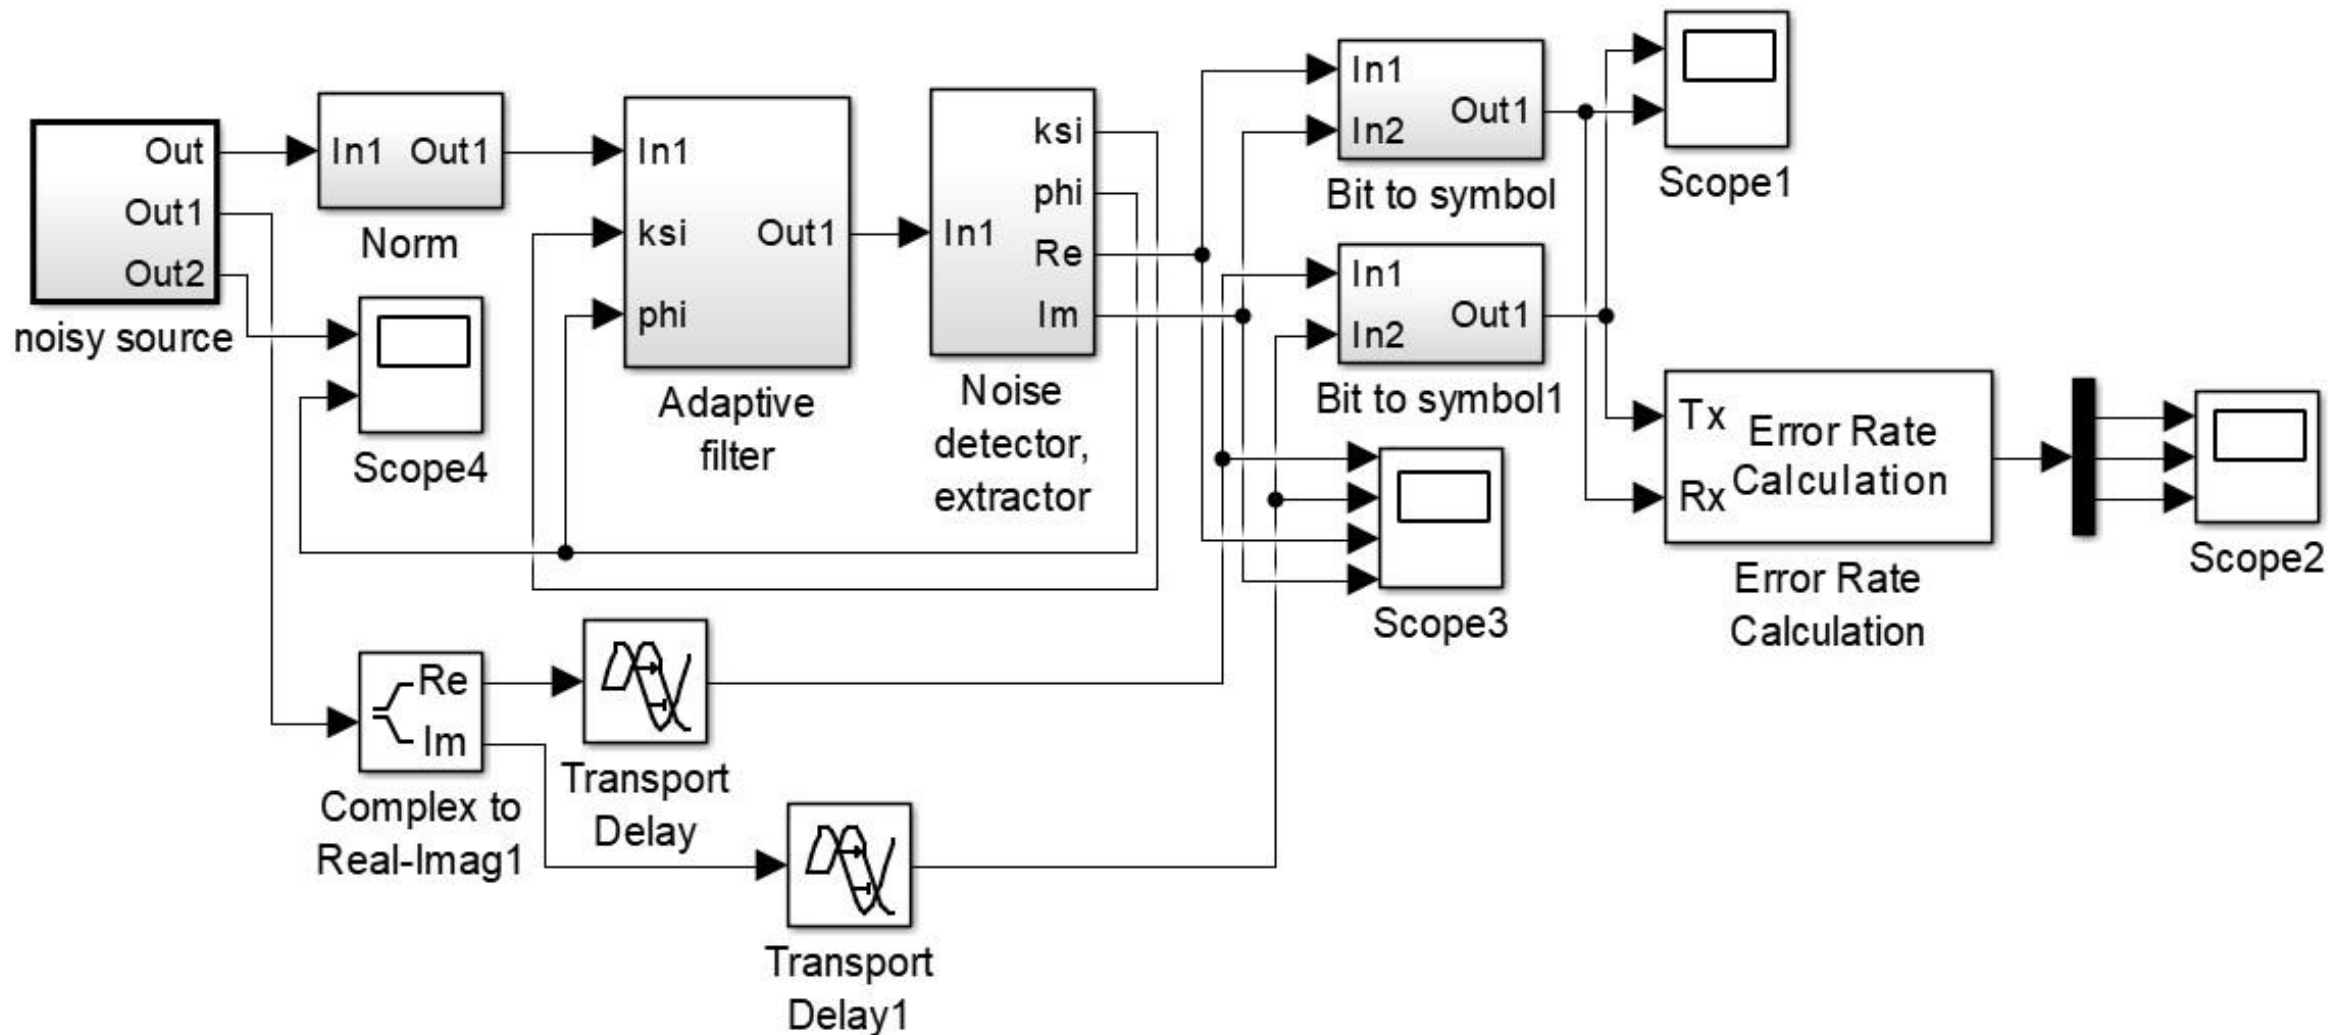 Out
Out1
Out2
noisy source
In1 Out1
Norm
Scope4
In1
ksi
phi
Out1
Adaptive
filter
In1
ksi
phi
Re
Im
Noise
detector,
extractor
In1
In2
Out1
Bit to symbol
Scope1
In1
In2
Out1
Bit to symbol1
Scope3
Tx
Rx
Error Rate
Calculation
Error Rate
Calculation
Scope2
Re
Im
Complex to
Real-Imag1
Transport
Delay
Transport
Delay1